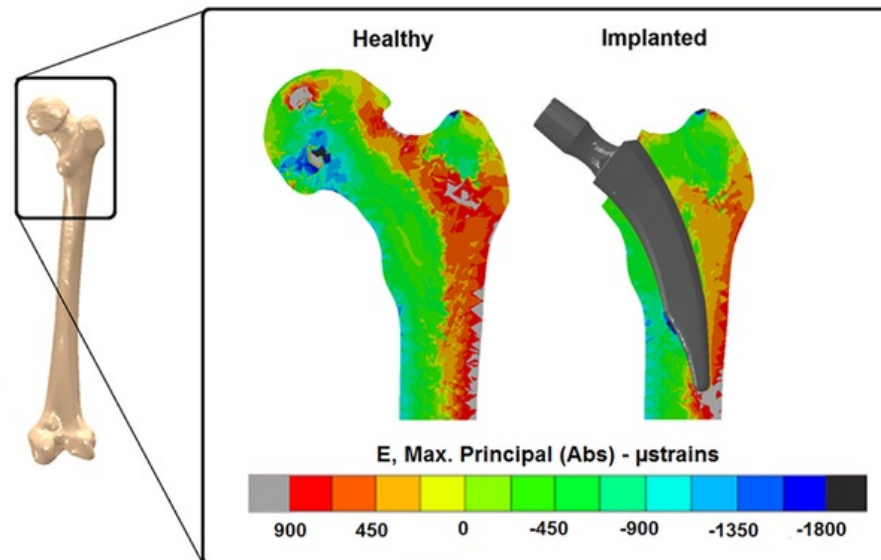 Healthy
Implanted
E, Max. Principal (Abs) - µstrains
900 450 0 -450 -900 -1350 -1800